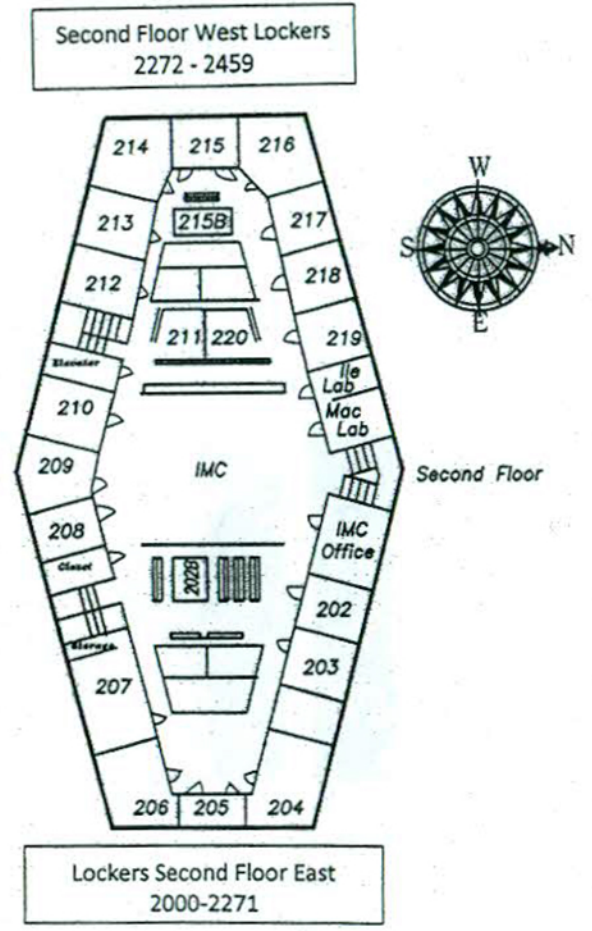 Second Floor West Lockers
2272 - 2459
W
S
N
E
214
215
216
213
215B
217
212
218
211
220
219
Elevator
IIe
Lab
210
Mac
Lab
209
IMC
Second Floor
208
IMC
Office
Closet
202B
202
Storage
203
207
206
205
204
Lockers Second Floor East
2000-2271